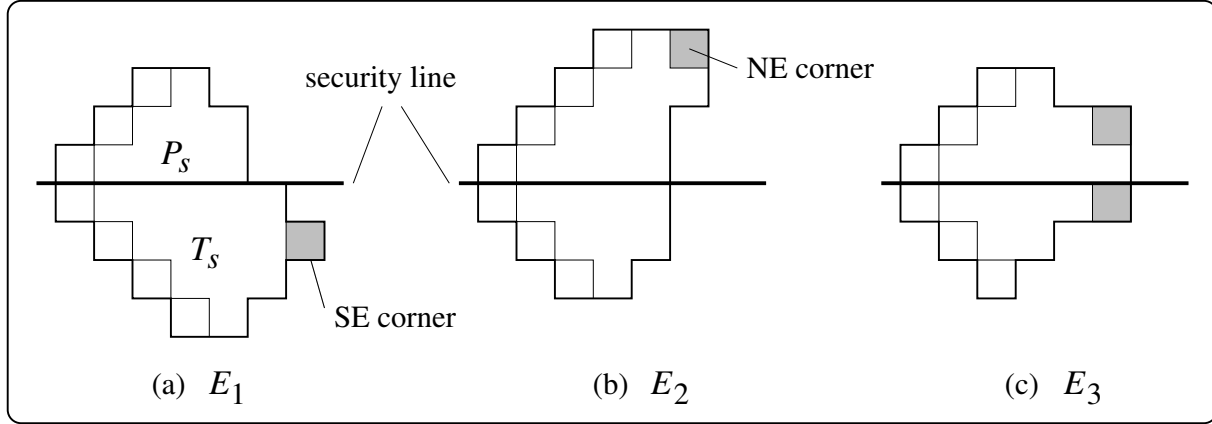 security line
NE corner
P_s
T_s
SE corner
(a) E_1
(b) E_2
(c) E_3